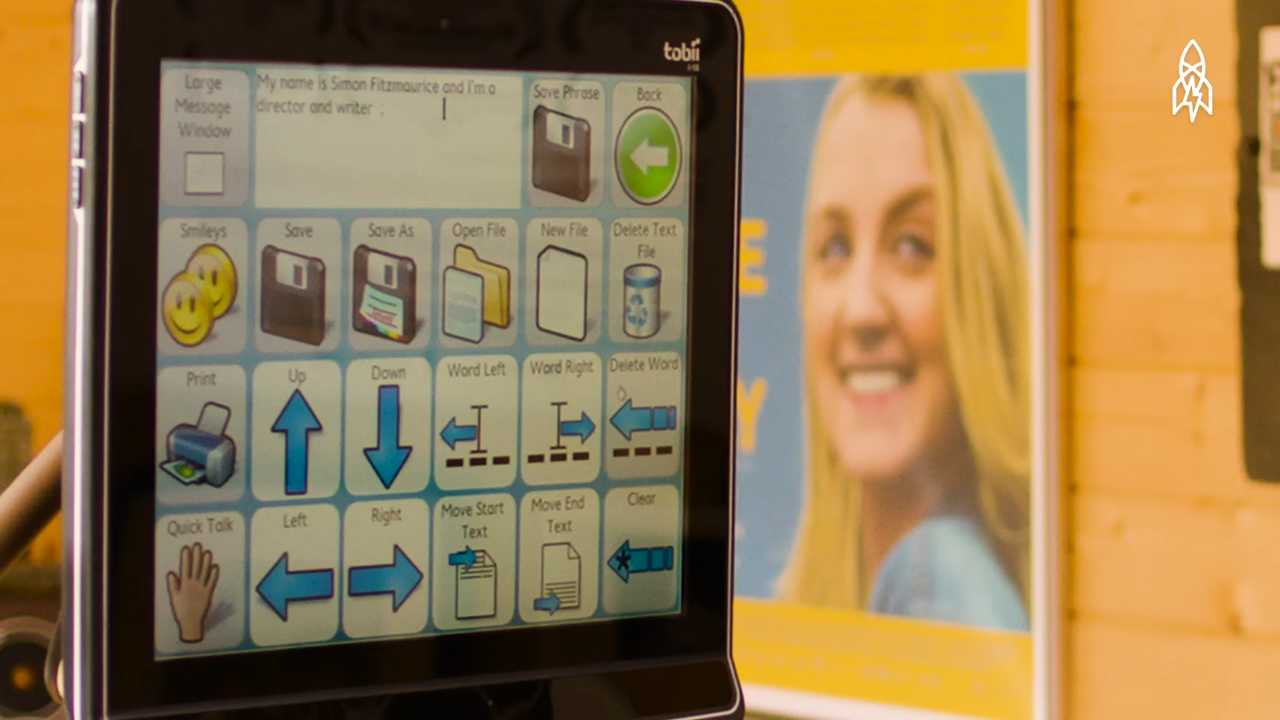 tobii
Large
Message
Window
My name is Simon Fitzmaurice and I'm a
director and writer :
Save Phrase
Back
Smileys
Save
Save As
Open File
New File
Delete Text
File
Print
Up
Down
Word Left
Word Right
Delete Word
Quick Talk
Left
Right
Move Start
Text
Move End
Text
Clear
E
Y